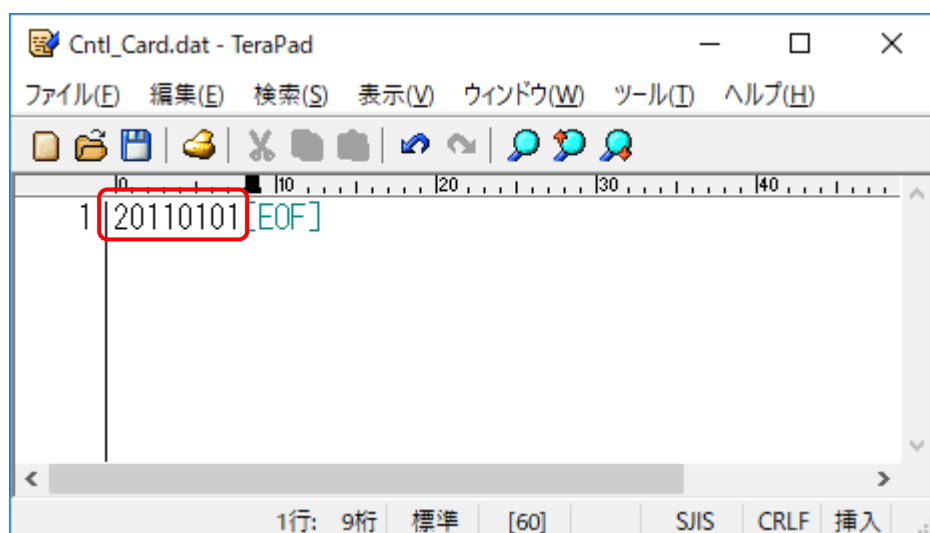 Cntl_Card.dat - TeraPad
ファイル(F) 編集(E) 検索(S) 表示(V) ウィンドウ(W) ツール(T) ヘルプ(H)
0 10 20 30 40
1 20110101[EOF]
1行: 9桁 標準 [60] SJIS CRLF 挿入